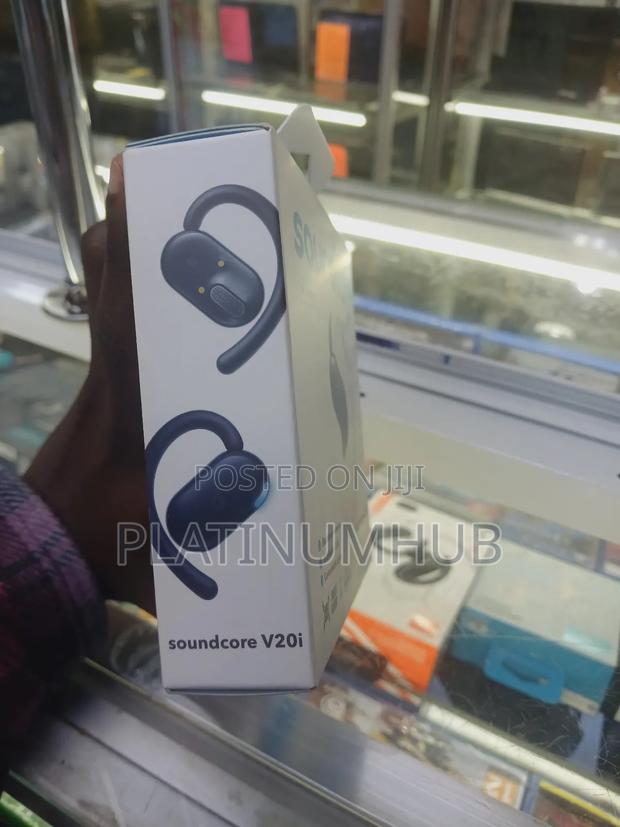 POSTED ON JIJI
PLATINUMHUB
soundcore V20i